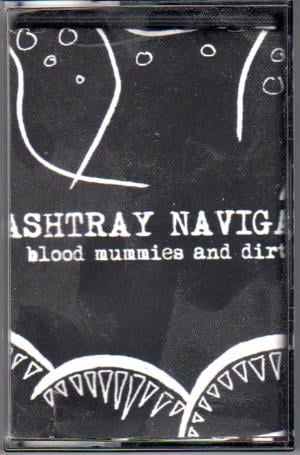 ASHTRAY NAVIGA
blood mummies and dirt